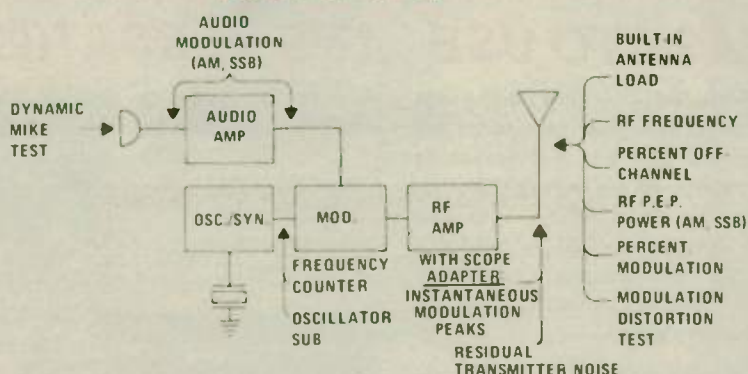 AUDIO
MODULATION
(AM, SSB)
DYNAMIC
MIKE
TEST
AUDIO
AMP
OSC/SYN
MOD
RF
AMP
FREQUENCY
COUNTER
OSCILLATOR
SUB
WITH SCOPE
ADAPTER
INSTANTANEOUS
MODULATION
PEAKS
RESIDUAL
TRANSMITTER NOISE
BUILT IN
ANTENNA
LOAD
RF FREQUENCY
PERCENT OFF
CHANNEL
RF P.E.P.
POWER (AM, SSB)
PERCENT
MODULATION
MODULATION
DISTORTION
TEST